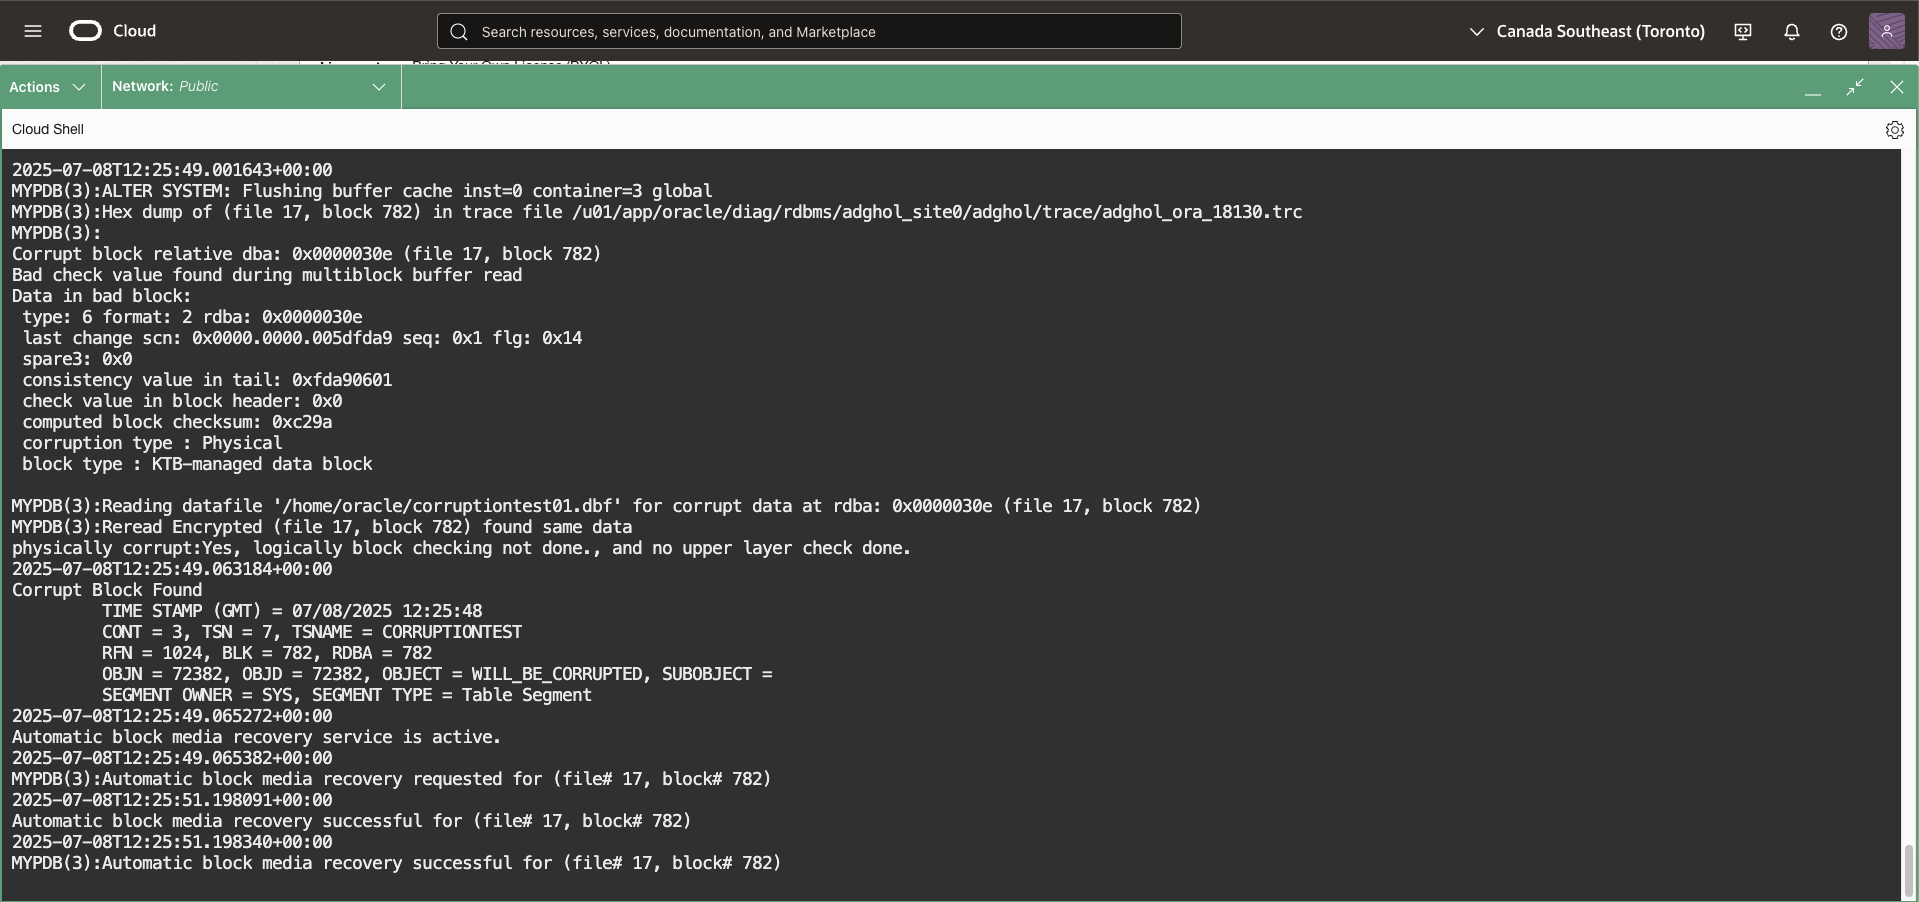 Cloud
Search resources, services, documentation, and Marketplace
Canada Southeast (Toronto)
Actions
Network: Public
Cloud Shell
2025-07-08T12:25:49.001643+00:00
MYPDB(3):ALTER SYSTEM: Flushing buffer cache inst=0 container=3 global
MYPDB(3):Hex dump of (file 17, block 782) in trace file /u01/app/oracle/diag/rdbms/adghol_site0/adghol/trace/adghol_ora_18130.trc
MYPDB(3):
Corrupt block relative dba: 0x0000030e (file 17, block 782)
Bad check value found during multiblock buffer read
Data in bad block:
type: 6 format: 2 rdba: 0x0000030e
last change scn: 0x0000.0000.005dfda9 seq: 0x1 flg: 0x14
spare3: 0x0
consistency value in tail: 0xfda90601
check value in block header: 0x0
computed block checksum: 0xc29a
corruption type : Physical
block type : KTB-managed data block
MYPDB(3):Reading datafile '/home/oracle/corruptiontest01.dbf' for corrupt data at rdba: 0x0000030e (file 17, block 782)
MYPDB(3):Reread Encrypted (file 17, block 782) found same data
physically corrupt:Yes, logically block checking not done., and no upper layer check done.
2025-07-08T12:25:49.063184+00:00
Corrupt Block Found
TIME STAMP (GMT) = 07/08/2025 12:25:48
CONT = 3, TSN = 7, TSNAME = CORRUPTIONTEST
RFN = 1024, BLK = 782, RDBA = 782
OBJN = 72382, OBJD = 72382, OBJECT = WILL_BE_CORRUPTED, SUBOBJECT =
SEGMENT OWNER = SYS, SEGMENT TYPE = Table Segment
2025-07-08T12:25:49.065272+00:00
Automatic block media recovery service is active.
2025-07-08T12:25:49.065382+00:00
MYPDB(3):Automatic block media recovery requested for (file# 17, block# 782)
2025-07-08T12:25:51.198091+00:00
Automatic block media recovery successful for (file# 17, block# 782)
2025-07-08T12:25:51.198340+00:00
MYPDB(3):Automatic block media recovery successful for (file# 17, block# 782)